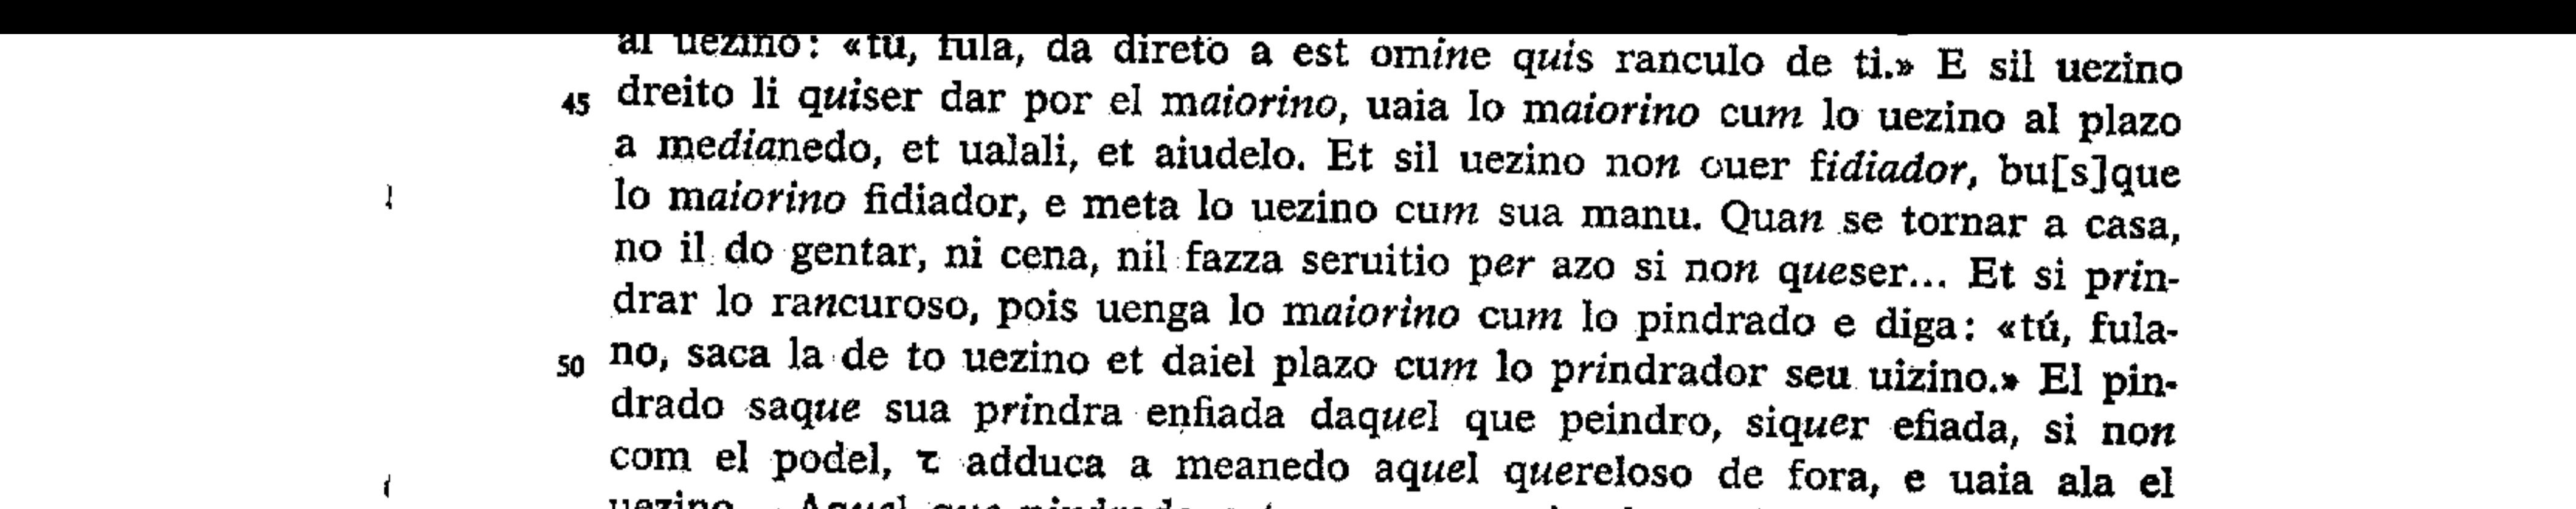 al uezino: «tú, fula, da direto a est omine quis ranculo de ti.» E sil uezino
45 dreito li quiser dar por el maiorino, uaia lo maiorino cum lo uezino al plazo
a medianedo, et ualali, et aiudelo. Et sil uezino non ouer fidiador, bu[s]que
lo maiorino fidiador, e meta lo uezino cum sua manu. Quan se tornar a casa,
no il do gentar, ni cena, nil fazza seruitio per azo si non queser... Et si prin-
drar lo rancuroso, pois uenga lo maiorino cum lo pindrado e diga: «tú, fula-
50 no, saca la de to uezino et daiel plazo cum lo prindrador seu uizino.» El pin-
drado saque sua prindra enfiada daquel que peindro, siquer efiada, si non
com el podel, τ adduca a meanedo aquel quereloso de fora, e uaia ala el
uezino